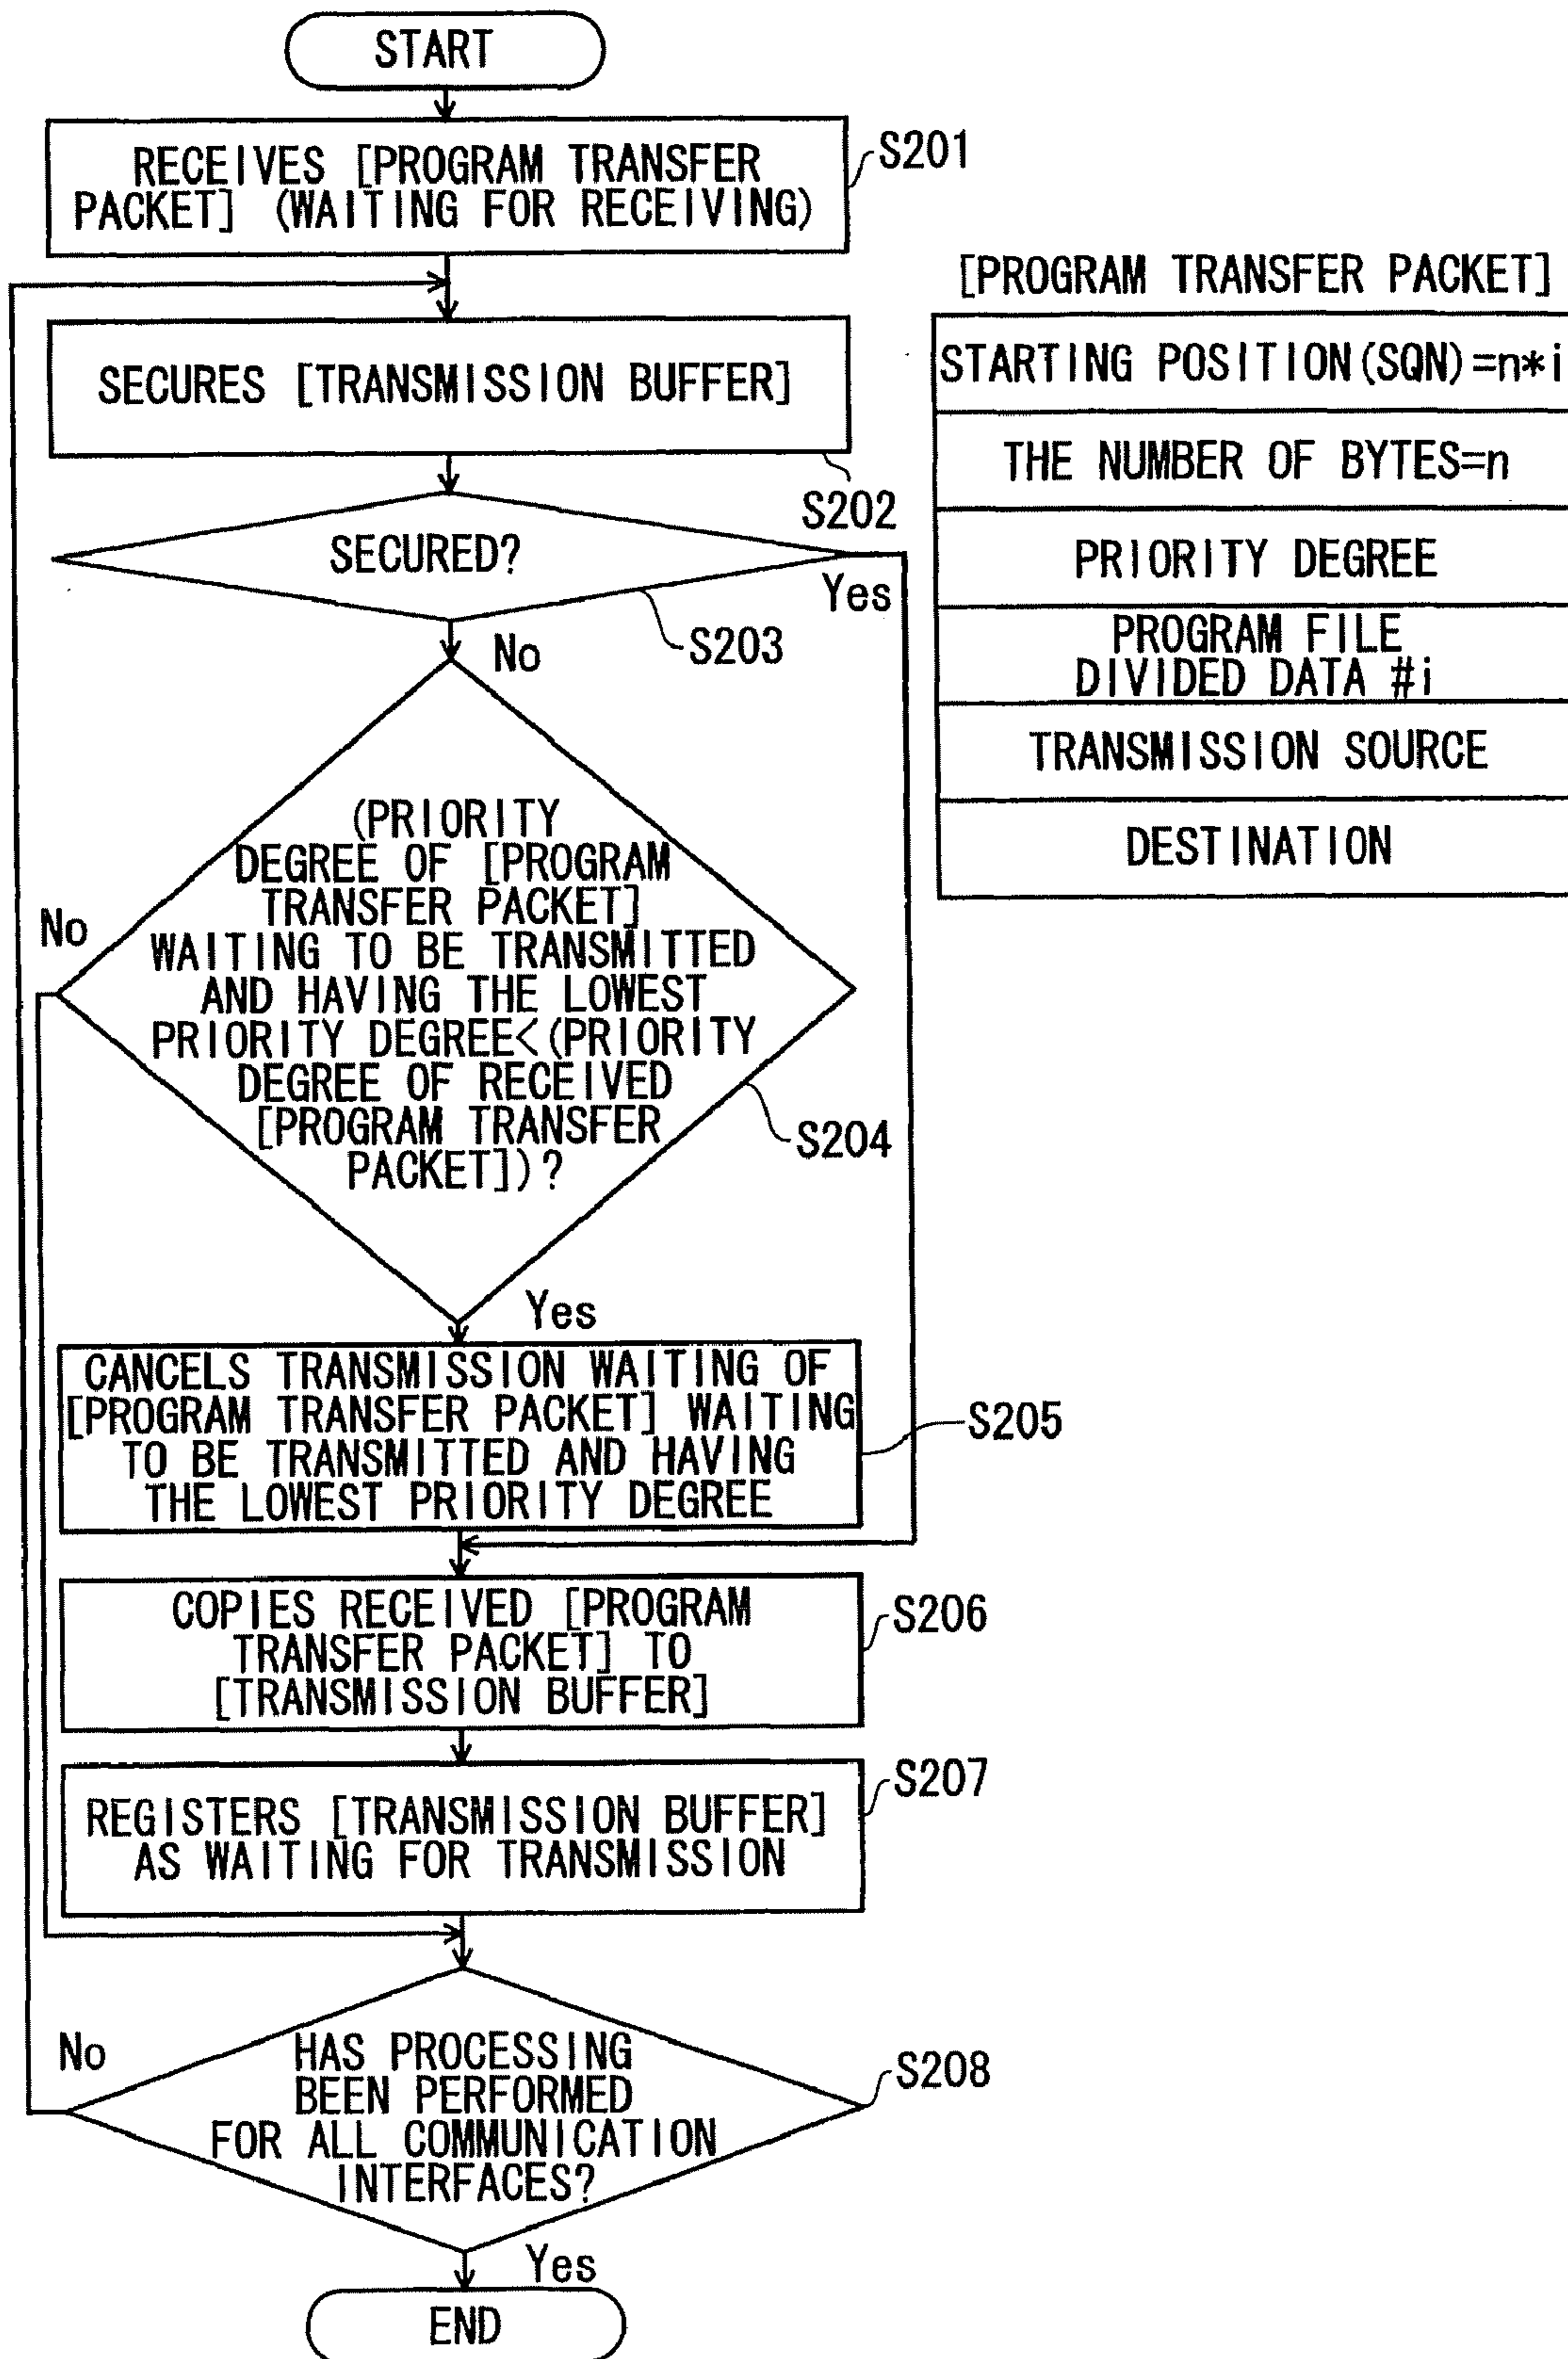 START
RECEIVES [PROGRAM TRANSFER
PACKET] (WAITING FOR RECEIVING)
S201
SECURES [TRANSMISSION BUFFER]
S202
SECURED?
Yes
S203
No
(PRIORITY
DEGREE OF [PROGRAM
TRANSFER PACKET]
WAITING TO BE TRANSMITTED
AND HAVING THE LOWEST
PRIORITY DEGREE<(PRIORITY
DEGREE OF RECEIVED
[PROGRAM TRANSFER
PACKET])?
No
S204
Yes
CANCELS TRANSMISSION WAITING OF
[PROGRAM TRANSFER PACKET] WAITING
TO BE TRANSMITTED AND HAVING
THE LOWEST PRIORITY DEGREE
S205
COPIES RECEIVED [PROGRAM
TRANSFER PACKET] TO
[TRANSMISSION BUFFER]
S206
REGISTERS [TRANSMISSION BUFFER]
AS WAITING FOR TRANSMISSION
S207
No
HAS PROCESSING
BEEN PERFORMED
FOR ALL COMMUNICATION
INTERFACES?
S208
Yes
END
[PROGRAM TRANSFER PACKET]
STARTING POSITION(SQN)=n*i
THE NUMBER OF BYTES=n
PRIORITY DEGREE
PROGRAM FILE
DIVIDED DATA #i
TRANSMISSION SOURCE
DESTINATION